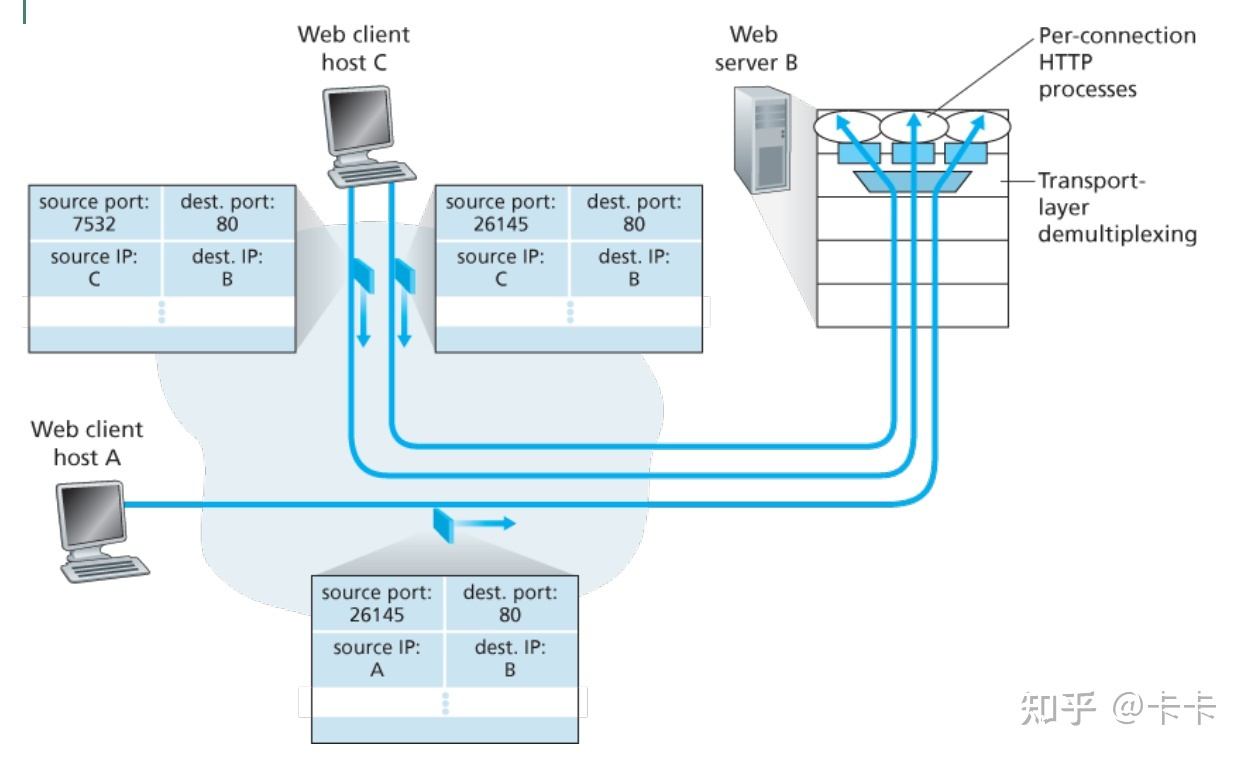 Web client
host C
Web
server B
Per-connection
HTTP
processes
Transport-
layer
demultiplexing
source port:
7532
dest. port:
80
source IP:
C
dest. IP:
B
source port:
26145
dest. port:
80
source IP:
C
dest. IP:
B
Web client
host A
source port:
26145
dest. port:
80
source IP:
A
dest. IP:
B
知乎 @卡卡